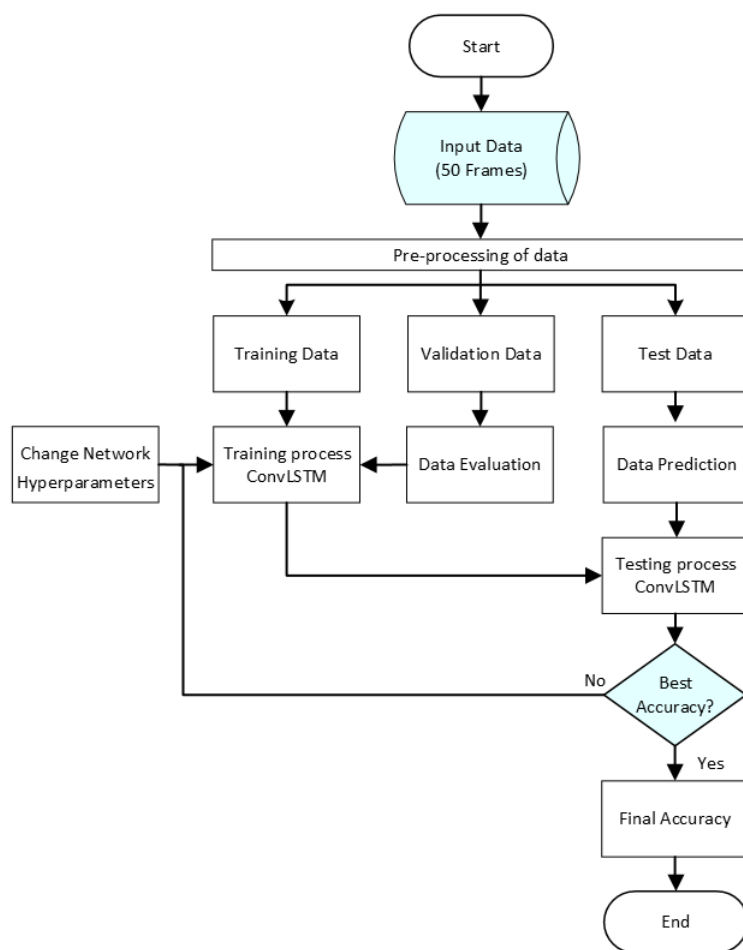 Start
Input Data
(50 Frames)
Pre-processing of data
Training Data
Validation Data
Test Data
Change Network
Hyperparameters
Training process
ConvLSTM
Data Evaluation
Data Prediction
Testing process
ConvLSTM
No
Best
Accuracy?
Yes
Final Accuracy
End